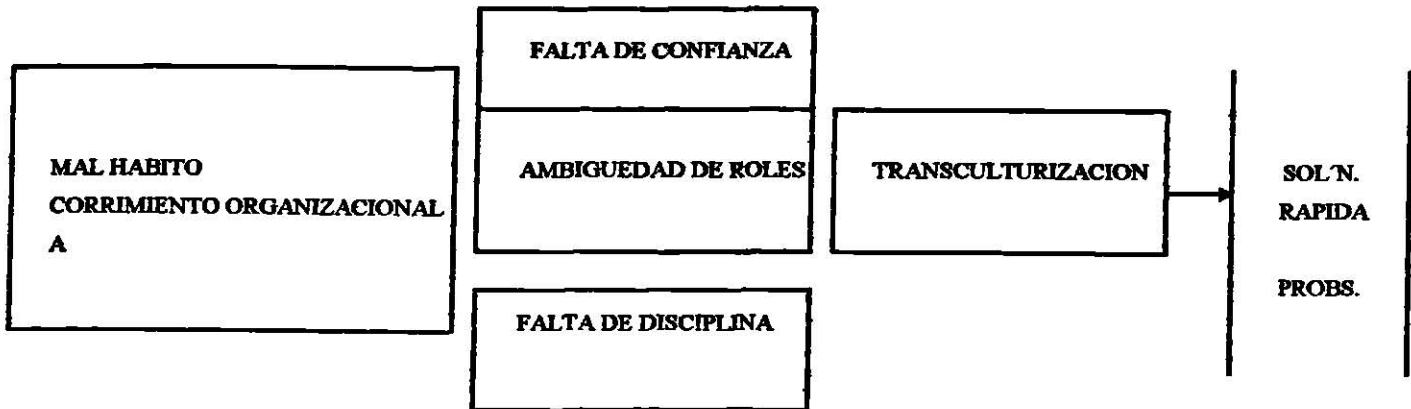 MAL HABITO
CORRIMIENTO ORGANIZACIONAL
A
FALTA DE CONFIANZA
AMBIGUEDAD DE ROLES
FALTA DE DISCIPLINA
TRANSCULTURIZACION
SOL´N.
RAPIDA
PROBS.